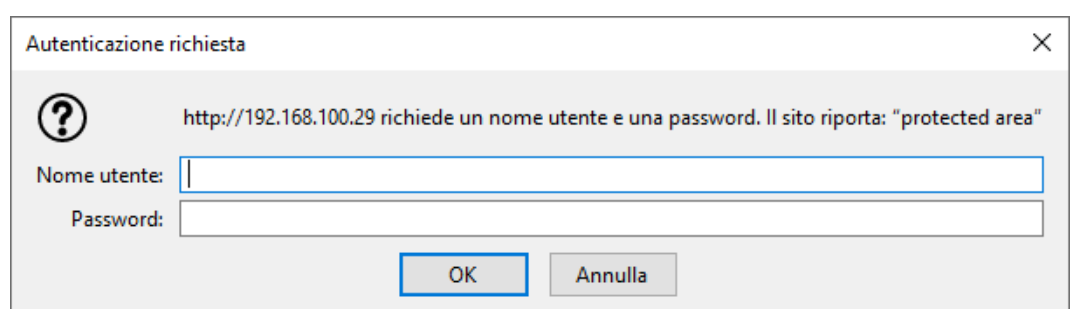 Autenticazione richiesta
http://192.168.100.29 richiede un nome utente e una password. Il sito riporta: “protected area”
Nome utente:
Password:
OK Annulla